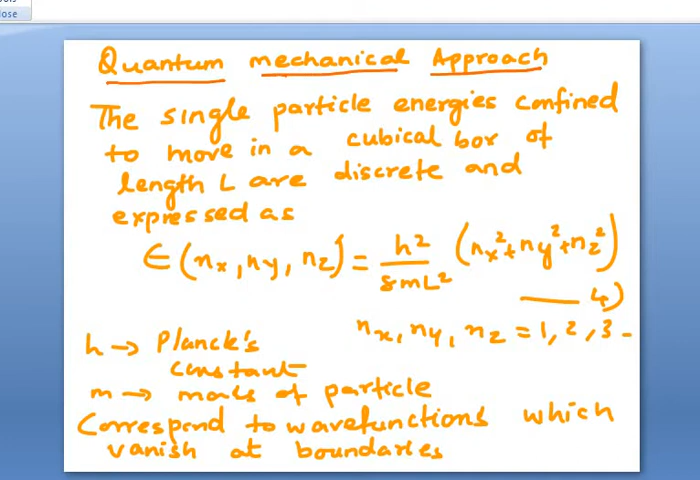 lose
Quantum mechanical Approach
The single particle energies confined
to move in a cubical box of
length L are discrete and
expressed as
∈(nx, ny, nz) = h²/8mL² (nx²+ny²+nz²)
—— 4)
nx, ny, nz = 1, 2, 3 -
h → Planck's
constant
m → mass of particle
Correspond to wavefunctions which
vanish at boundaries